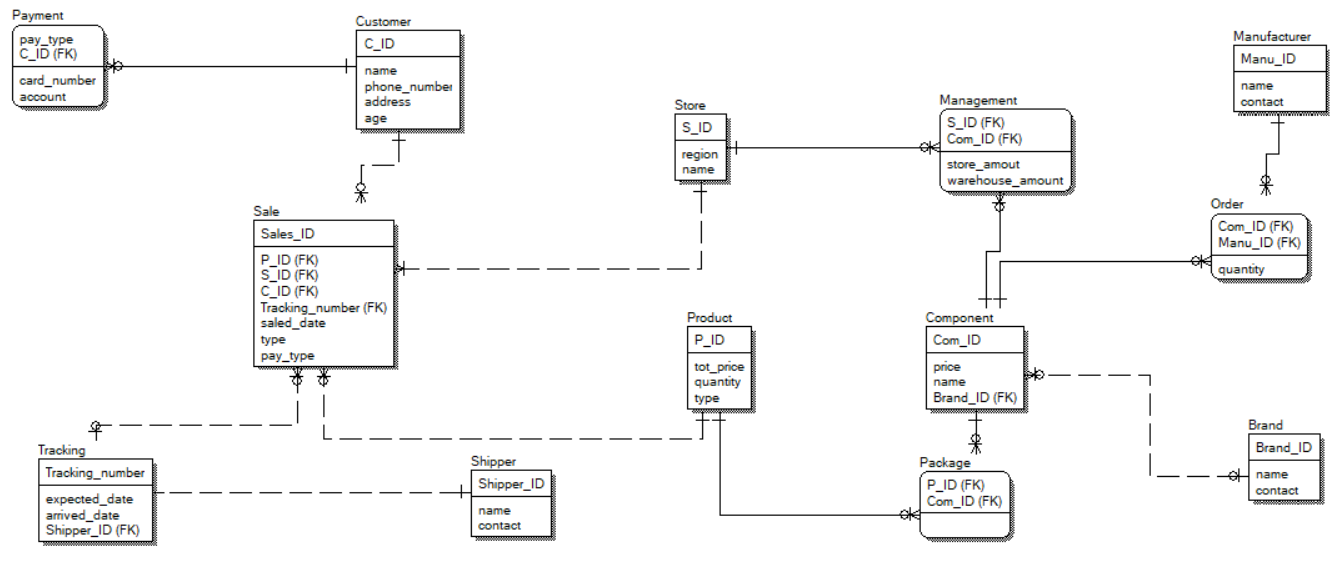 Payment
pay_type
C_ID (FK)
card_number
account
Customer
C_ID
name
phone_number
address
age
Store
S_ID
region
name
Management
S_ID (FK)
Com_ID (FK)
store_amout
warehouse_amount
Manufacturer
Manu_ID
name
contact
Order
Com_ID (FK)
Manu_ID (FK)
quantity
Sale
Sales_ID
P_ID (FK)
S_ID (FK)
C_ID (FK)
Tracking_number (FK)
saled_date
type
pay_type
Product
P_ID
tot_price
quantity
type
Component
Com_ID
price
name
Brand_ID (FK)
Brand
Brand_ID
name
contact
Tracking
Tracking_number
expected_date
arrived_date
Shipper_ID (FK)
Shipper
Shipper_ID
name
contact
Package
P_ID (FK)
Com_ID (FK)